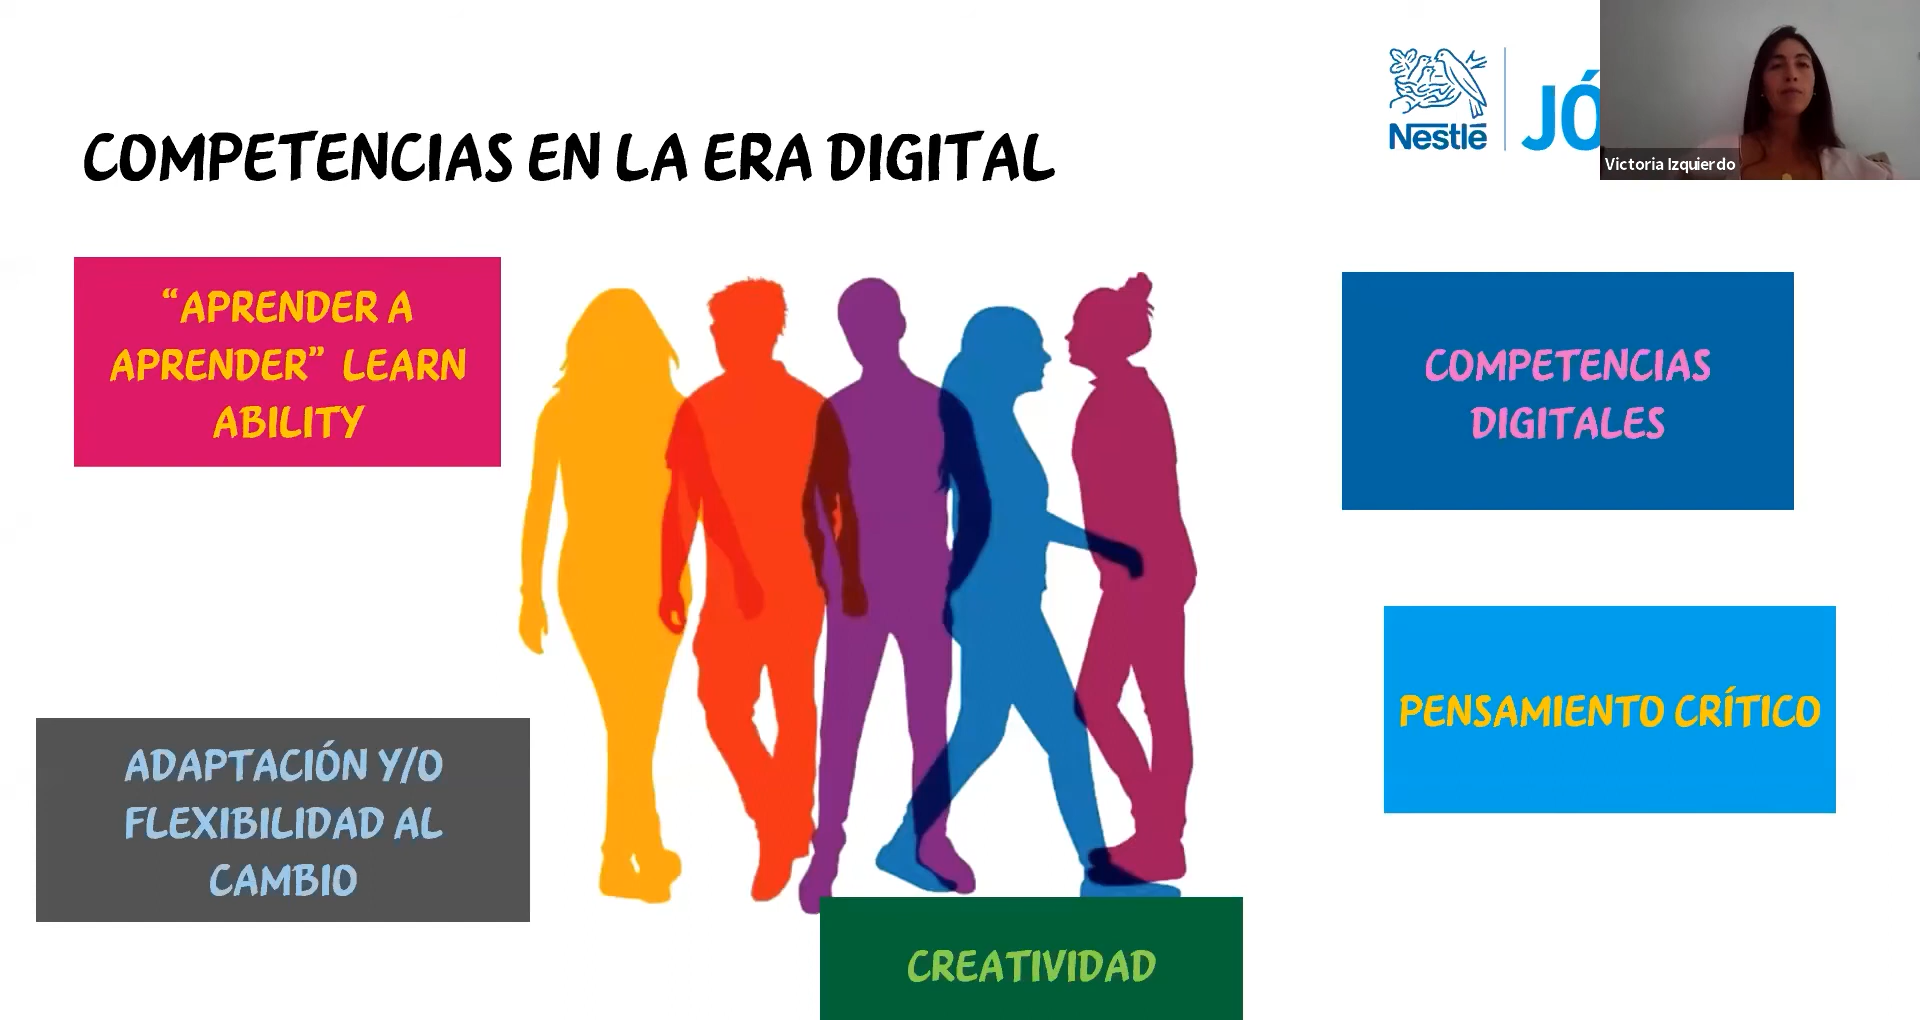 Nestlé
JÓ
Victoria Izquierdo
COMPETENCIAS EN LA ERA DIGITAL
“APRENDER A
APRENDER” LEARN
ABILITY
COMPETENCIAS
DIGITALES
PENSAMIENTO CRÍTICO
ADAPTACIÓN Y/O
FLEXIBILIDAD AL
CAMBIO
CREATIVIDAD